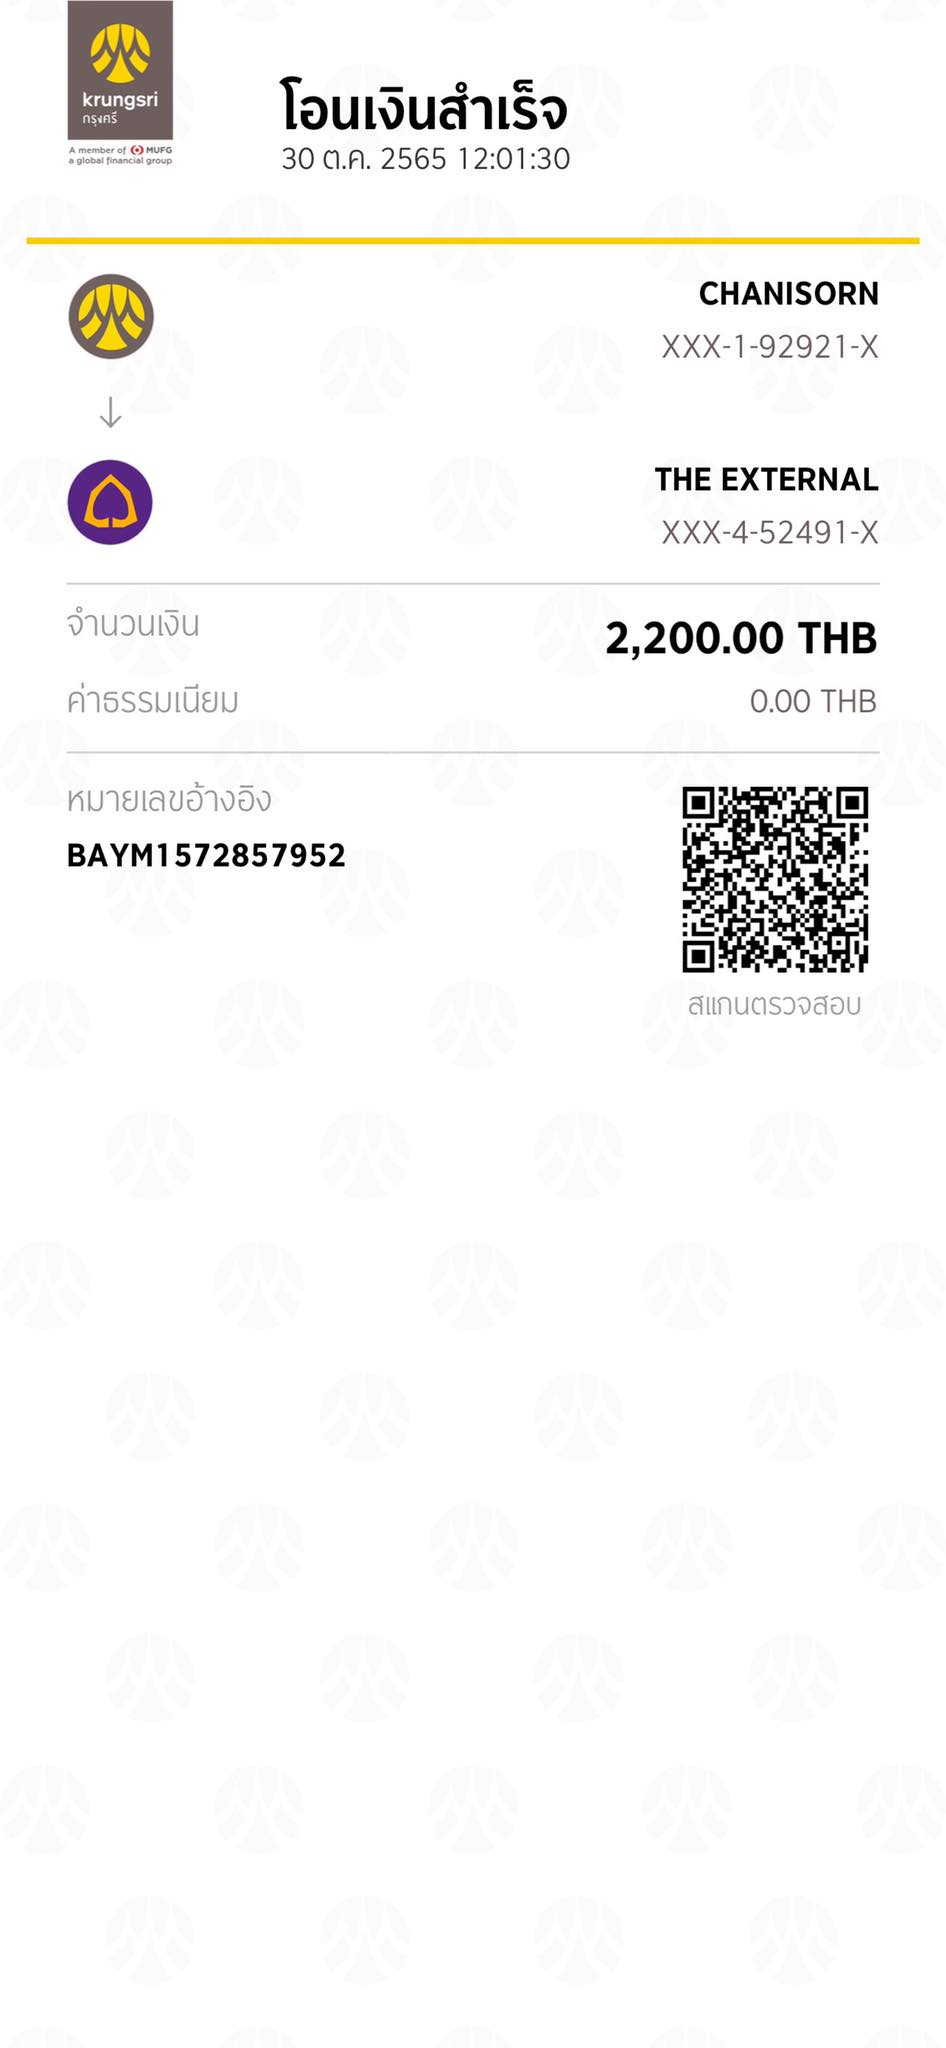 krungsri
กรุงศรี
A member of MUFG
a global financial group
โอนเงินสำเร็จ
30 ต.ค. 2565 12:01:30
CHANISORN
XXX-1-92921-X
THE EXTERNAL
XXX-4-52491-X
จำนวนเงิน 2,200.00 THB
ค่าธรรมเนียม 0.00 THB
หมายเลขอ้างอิง
BAYM1572857952
สแกนตรวจสอบ